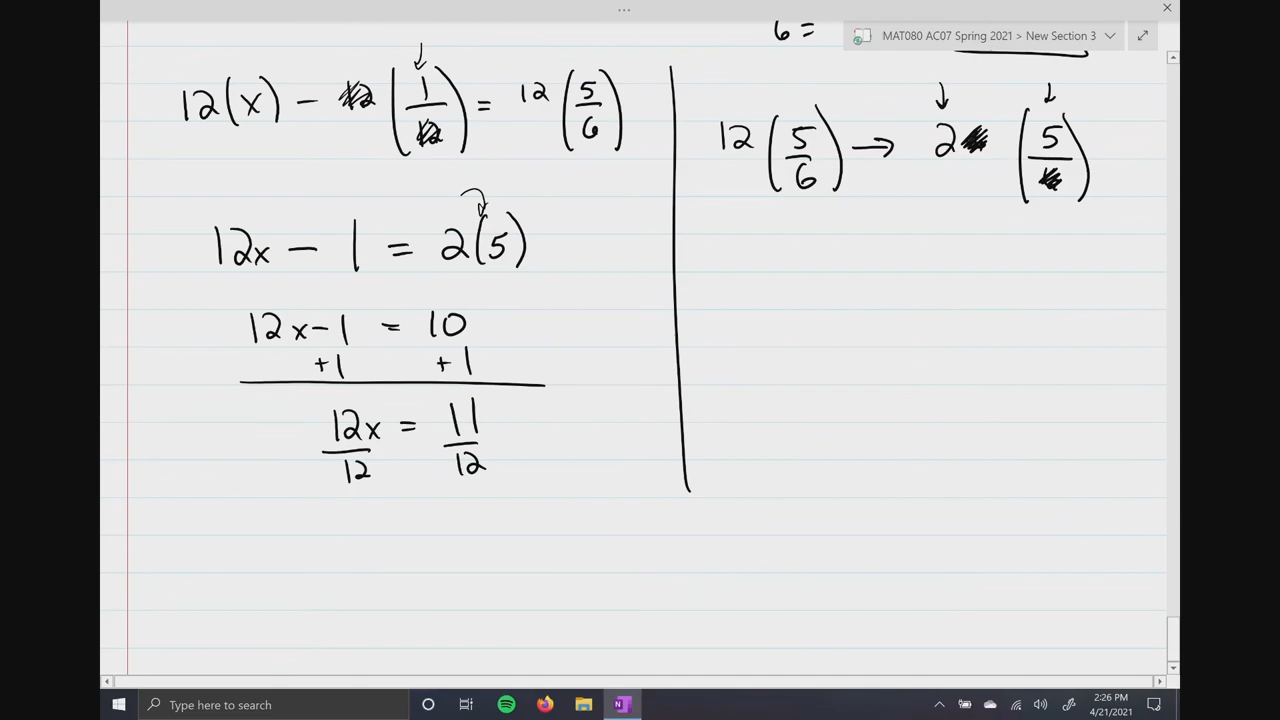 6 =
MAT080 AC07 Spring 2021 > New Section 3
12(x) - 12(1/12) = 12(5/6)
12x - 1 = 2(5)
12x - 1 = 10
+1 +1
12x = 11
12 12
12(5/6) → 2 (5/
Type here to search
2:26 PM
4/21/2021